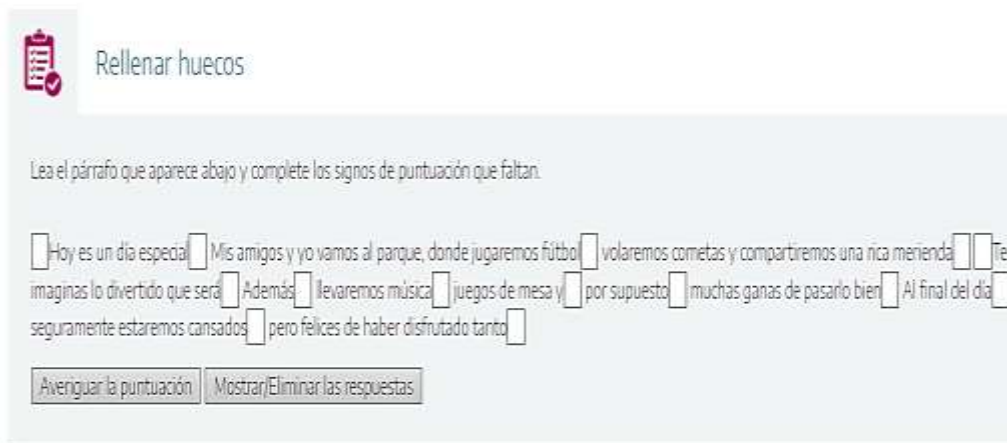 Rellenar huecos
Lea el párrafo que aparece abajo y complete los signos de puntuación que faltan.
Hoy es un día especial Mis amigos y yo vamos al parque, donde jugaremos fútbol volaremos cometas y compartiremos una rica merienda Te
imaginas lo divertido que será Además llevaremos música juegos de mesa y por supuesto muchas ganas de pasarlo bien Al final del día
seguramente estaremos cansados pero felices de haber disfrutado tanto
Averiguar la puntuación Mostrar/Eliminar las respuestas